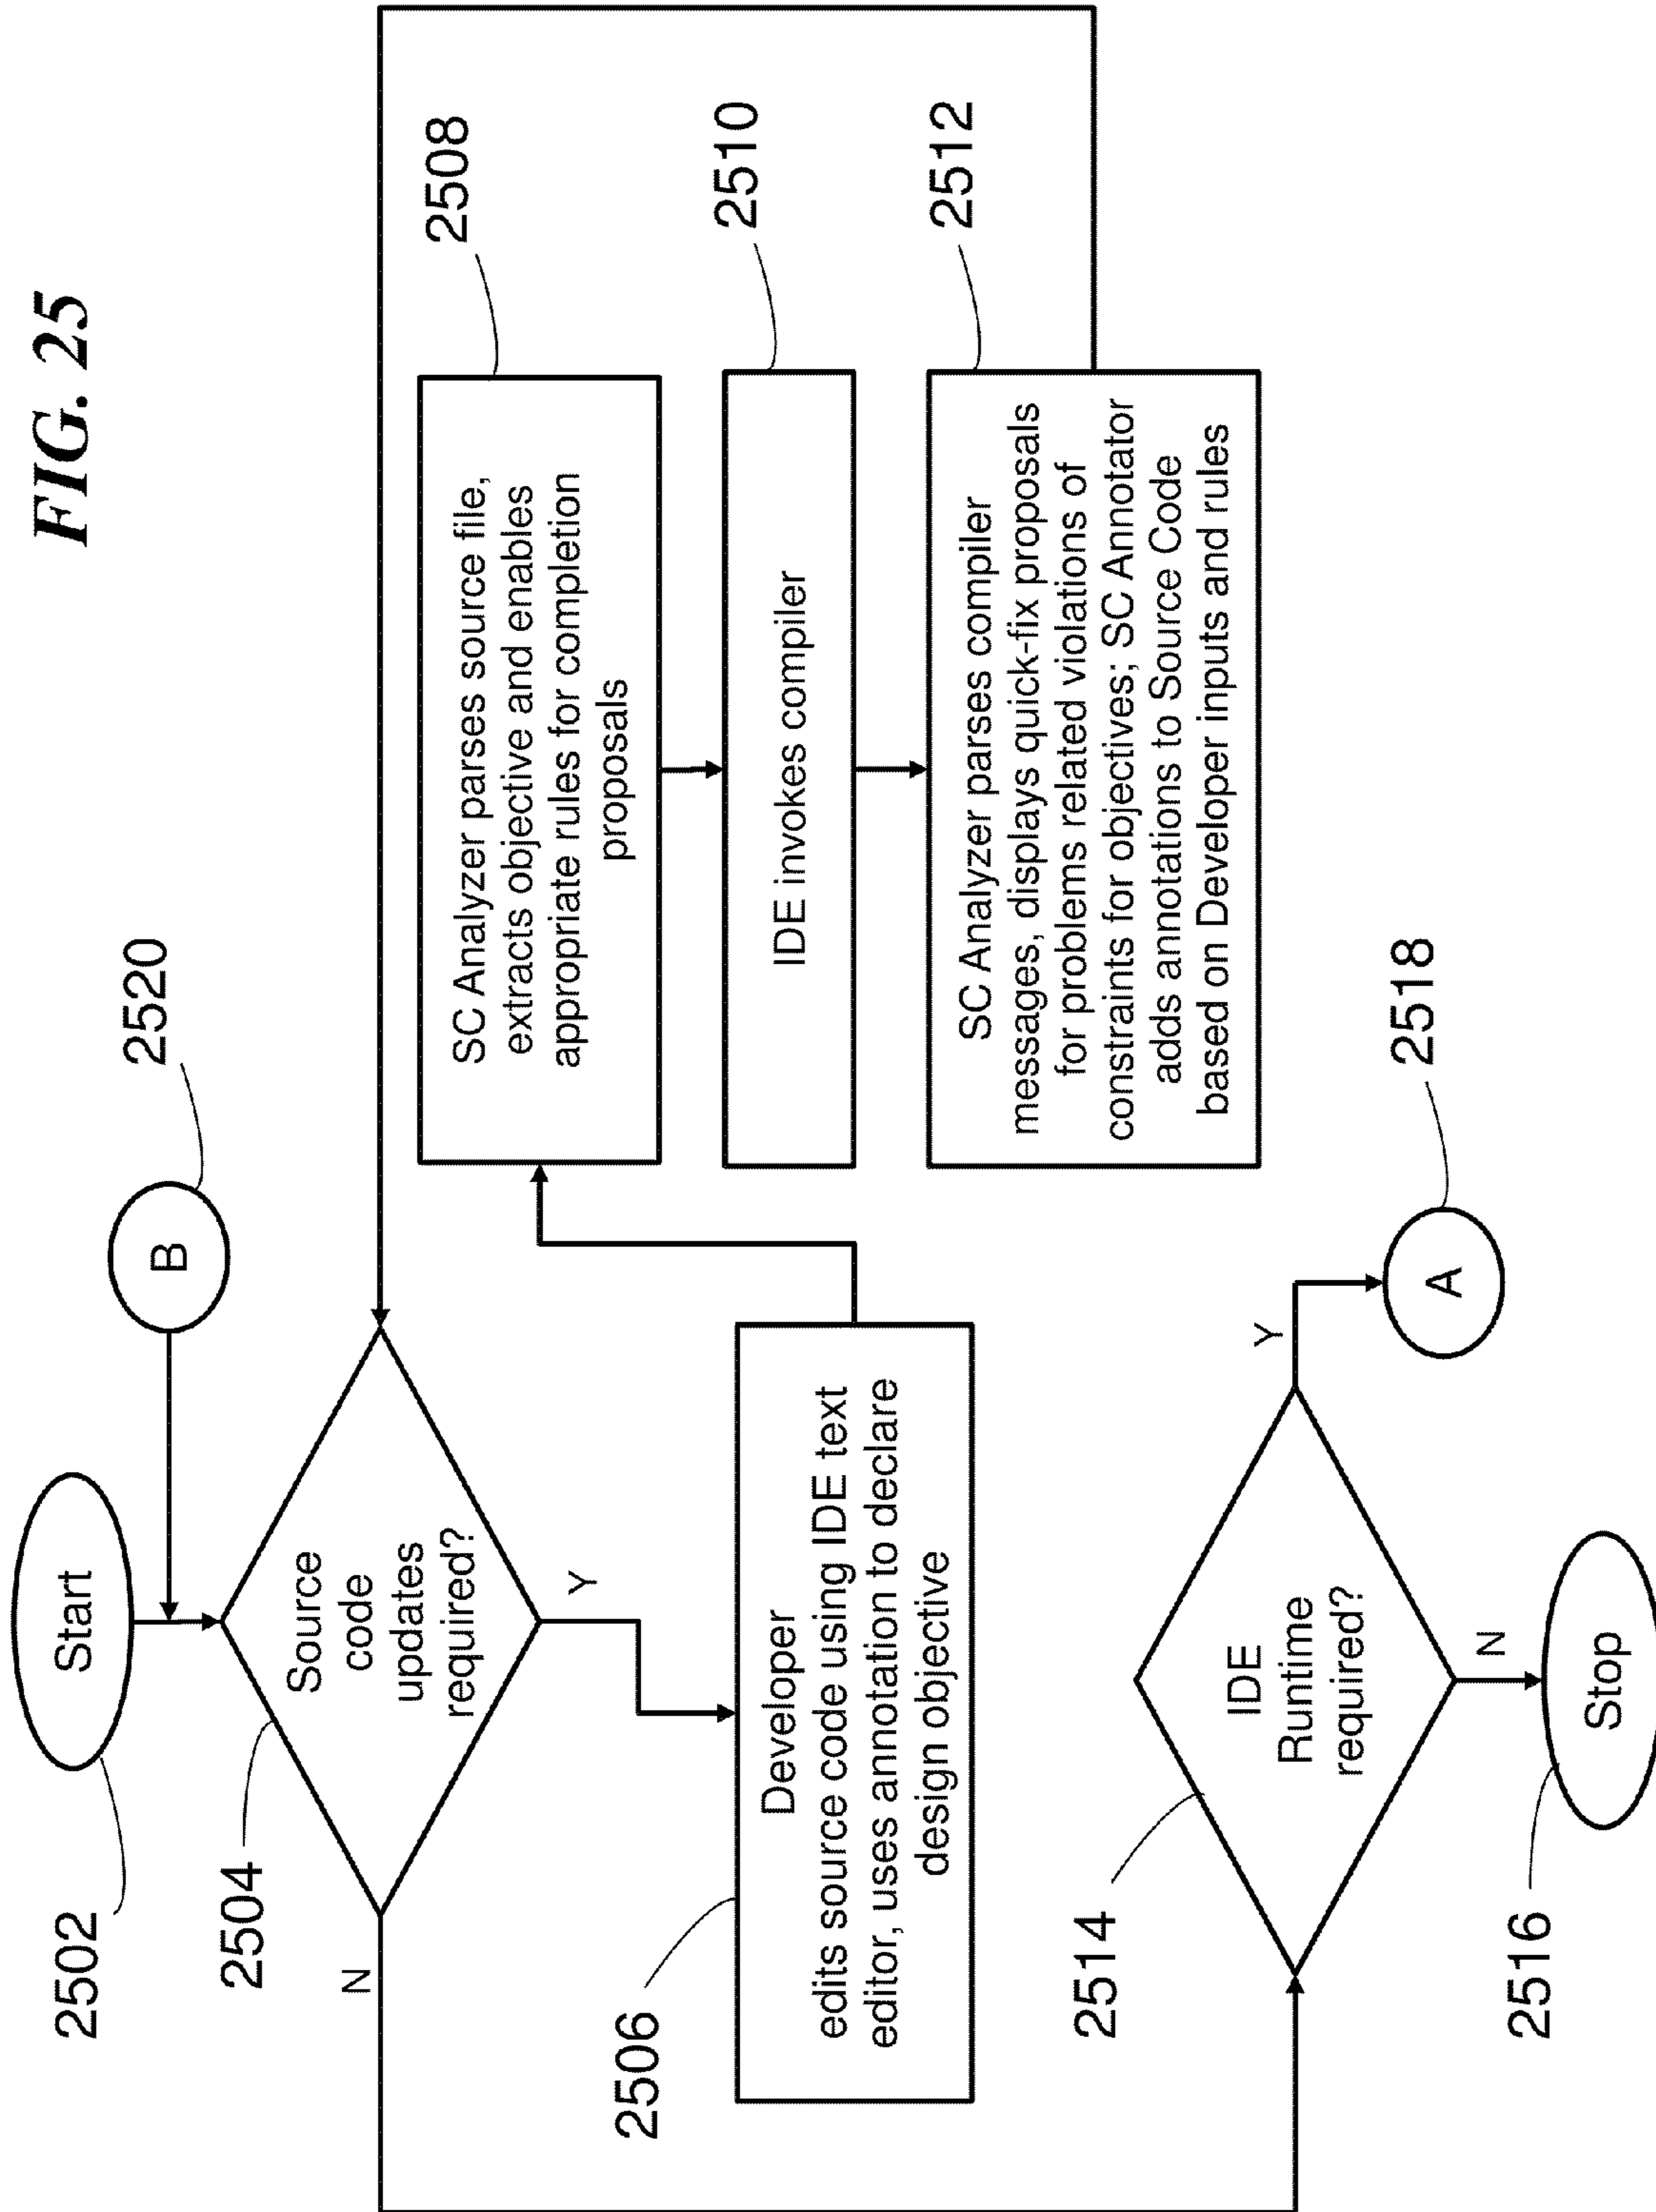 FIG. 25
2502
Start
2520
B
2504
Source
code
updates
required?
N
Y
2506
Developer
edits source code using IDE text
editor, uses annotation to declare
design objective
2508
SC Analyzer parses source file,
extracts objective and enables
appropriate rules for completion
proposals
2510
IDE invokes compiler
2512
SC Analyzer parses compiler
messages, displays quick-fix proposals
for problems related violations of
constraints for objectives; SC Annotator
adds annotations to Source Code
based on Developer inputs and rules
2514
IDE
Runtime
required?
Y
2518
A
N
2516
Stop